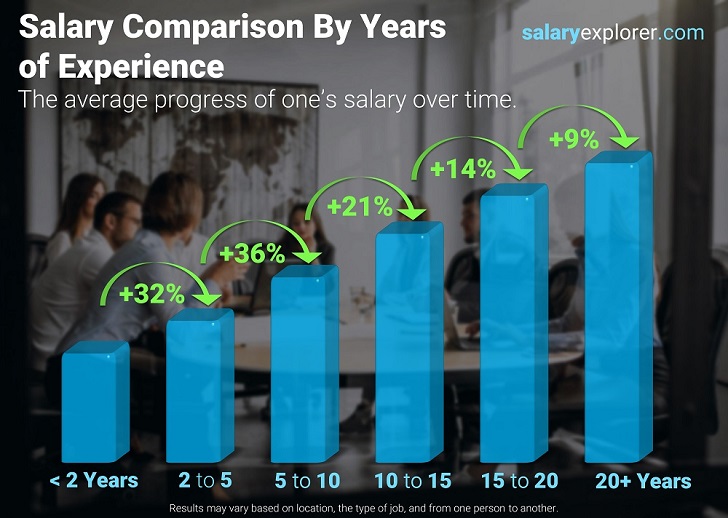 Salary Comparison By Years
of Experience
salaryexplorer.com
The average progress of one's salary over time.
+32%
+36%
+21%
+14%
+9%
< 2 Years
2 to 5
5 to 10
10 to 15
15 to 20
20+ Years
Results may vary based on location, the type of job, and from one person to another.